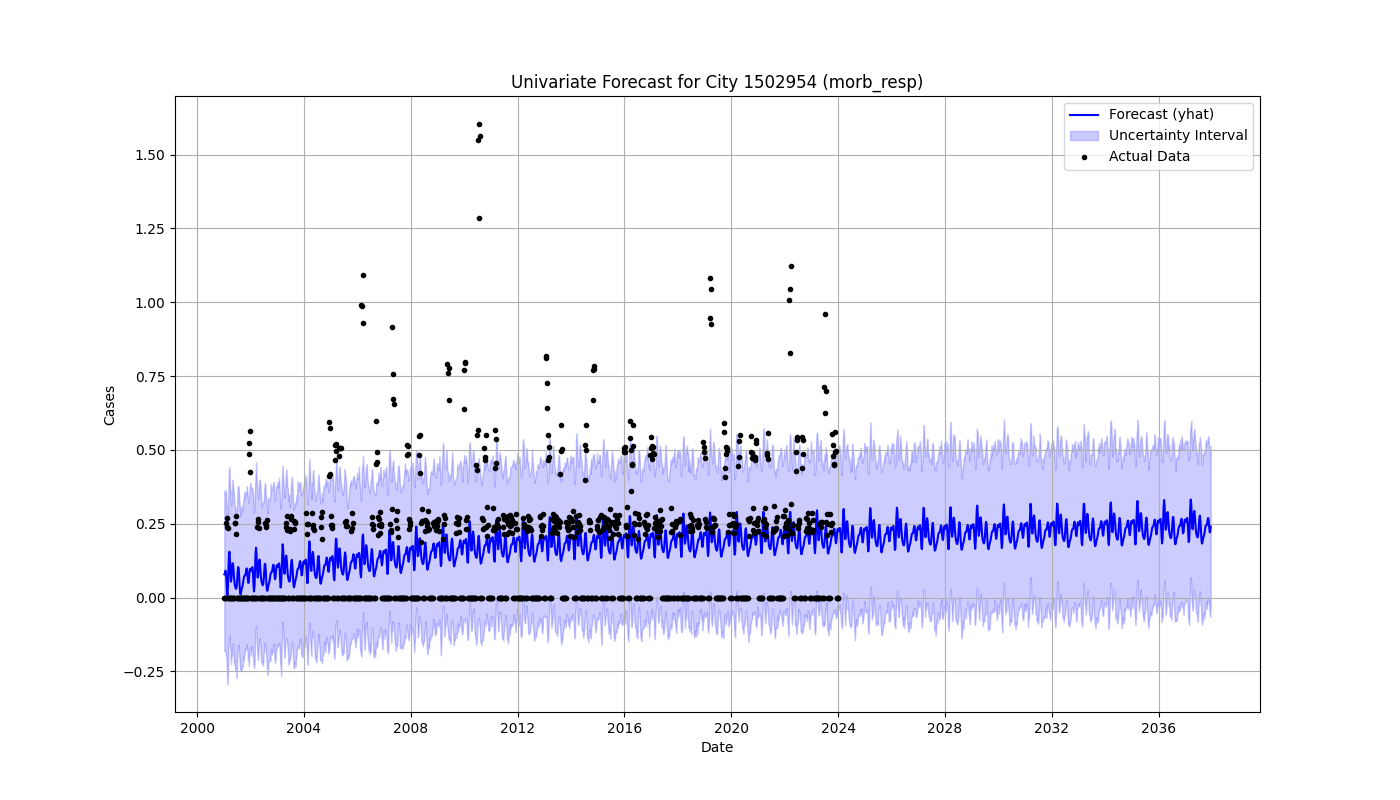 Univariate Forecast for City 1502954 (morb_resp)
Forecast (yhat)
Uncertainty Interval
Actual Data
Cases
1.50
1.25
1.00
0.75
0.50
0.25
0.00
−0.25
2000 2004 2008 2012 2016 2020 2024 2028 2032 2036
Date